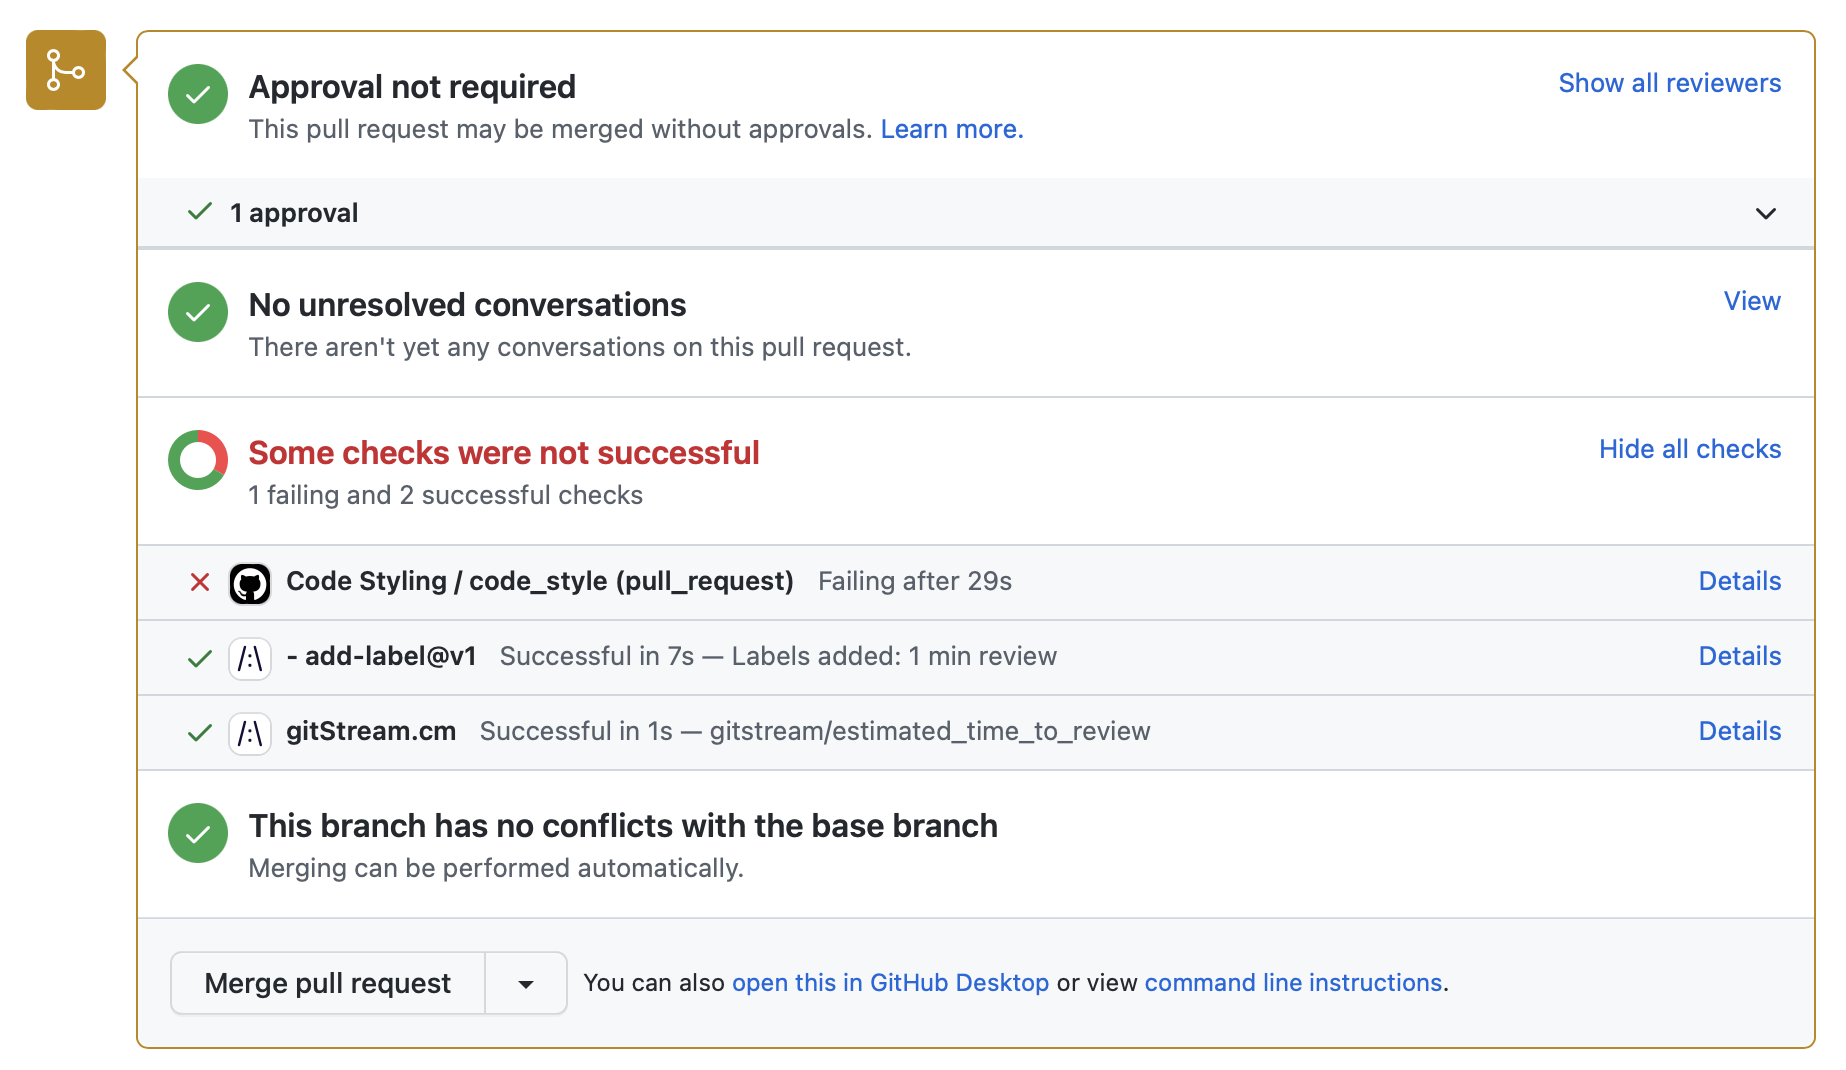 Approval not required
Show all reviewers
This pull request may be merged without approvals. Learn more.
1 approval
No unresolved conversations
View
There aren't yet any conversations on this pull request.
Some checks were not successful
Hide all checks
1 failing and 2 successful checks
Code Styling / code_style (pull_request) Failing after 29s
Details
/:\ - add-label@v1 Successful in 7s — Labels added: 1 min review
Details
/:\ gitStream.cm Successful in 1s — gitstream/estimated_time_to_review
Details
This branch has no conflicts with the base branch
Merging can be performed automatically.
Merge pull request
You can also open this in GitHub Desktop or view command line instructions.